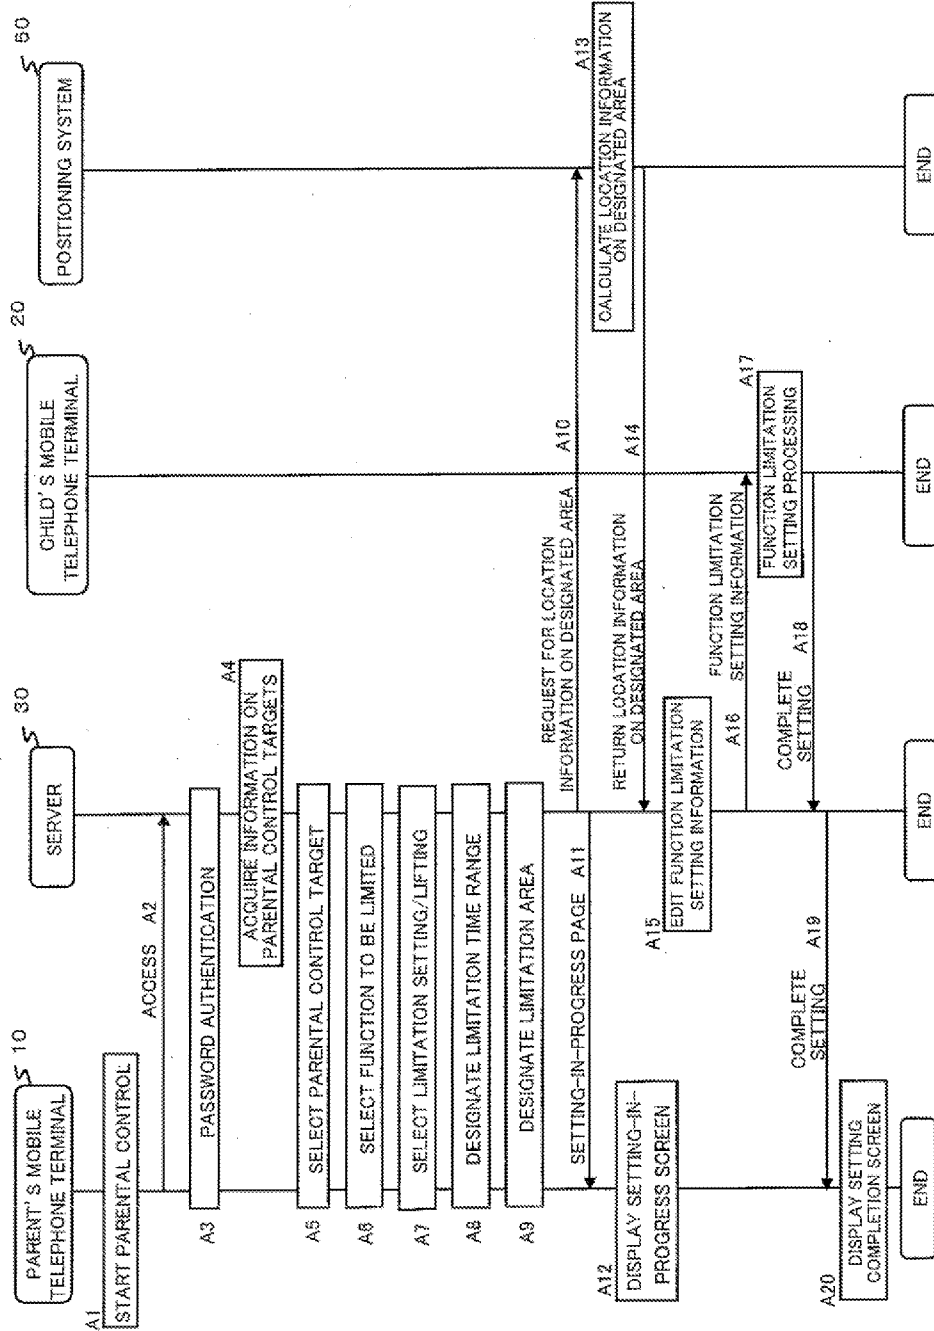 PARENT'S MOBILE
TELEPHONE TERMINAL
10
SERVER
30
CHILD'S MOBILE
TELEPHONE TERMINAL
20
POSITIONING SYSTEM
50
A1
START PARENTAL CONTROL
ACCESS A2
A3
PASSWORD AUTHENTICATION
A4
ACQUIRE INFORMATION ON
PARENTAL CONTROL TARGETS
A5
SELECT PARENTAL CONTROL TARGET
A6
SELECT FUNCTION TO BE LIMITED
A7
SELECT LIMITATION SETTING/LIFTING
A8
DESIGNATE LIMITATION TIME RANGE
A9
DESIGNATE LIMITATION AREA
REQUEST FOR LOCATION
INFORMATION ON DESIGNATED AREA
A10
SETTING-IN-PROGRESS PAGE A11
A12
DISPLAY SETTING-IN-
PROGRESS SCREEN
A13
CALCULATE LOCATION INFORMATION
ON DESIGNATED AREA
RETURN LOCATION INFORMATION
ON DESIGNATED AREA
A14
A15
EDIT FUNCTION LIMITATION
SETTING INFORMATION
FUNCTION LIMITATION
SETTING INFORMATION
A16
A17
FUNCTION LIMITATION
SETTING PROCESSING
COMPLETE
SETTING
A18
COMPLETE
SETTING
A19
A20
DISPLAY SETTING
COMPLETION SCREEN
END
END
END
END